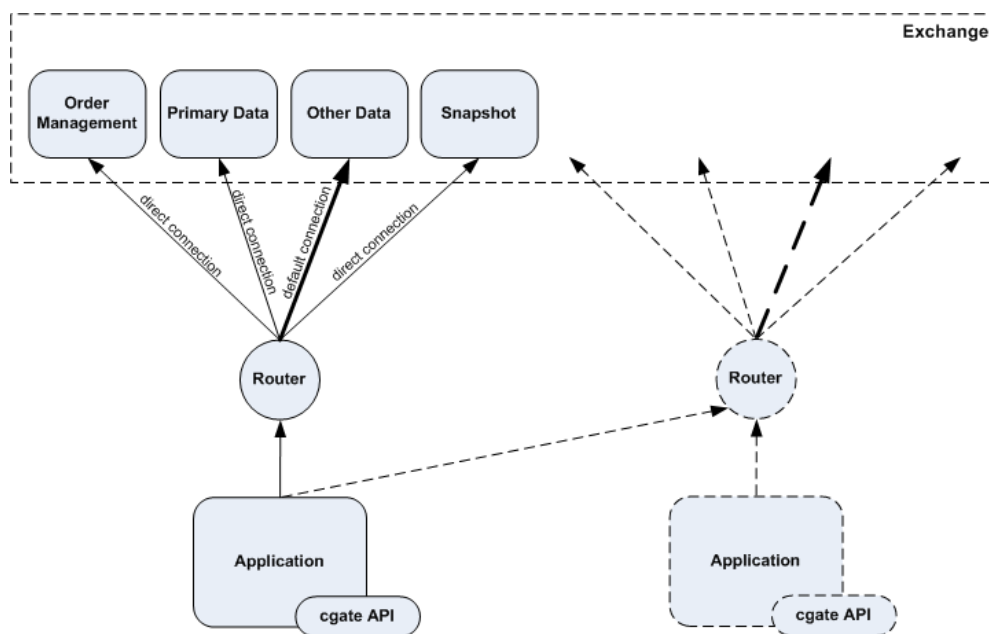 Exchange
Order
Management
Primary Data
Other Data
Snapshot
direct connection
direct connection
default connection
direct connection
Router
Router
Application
Application
cgate API
cgate API